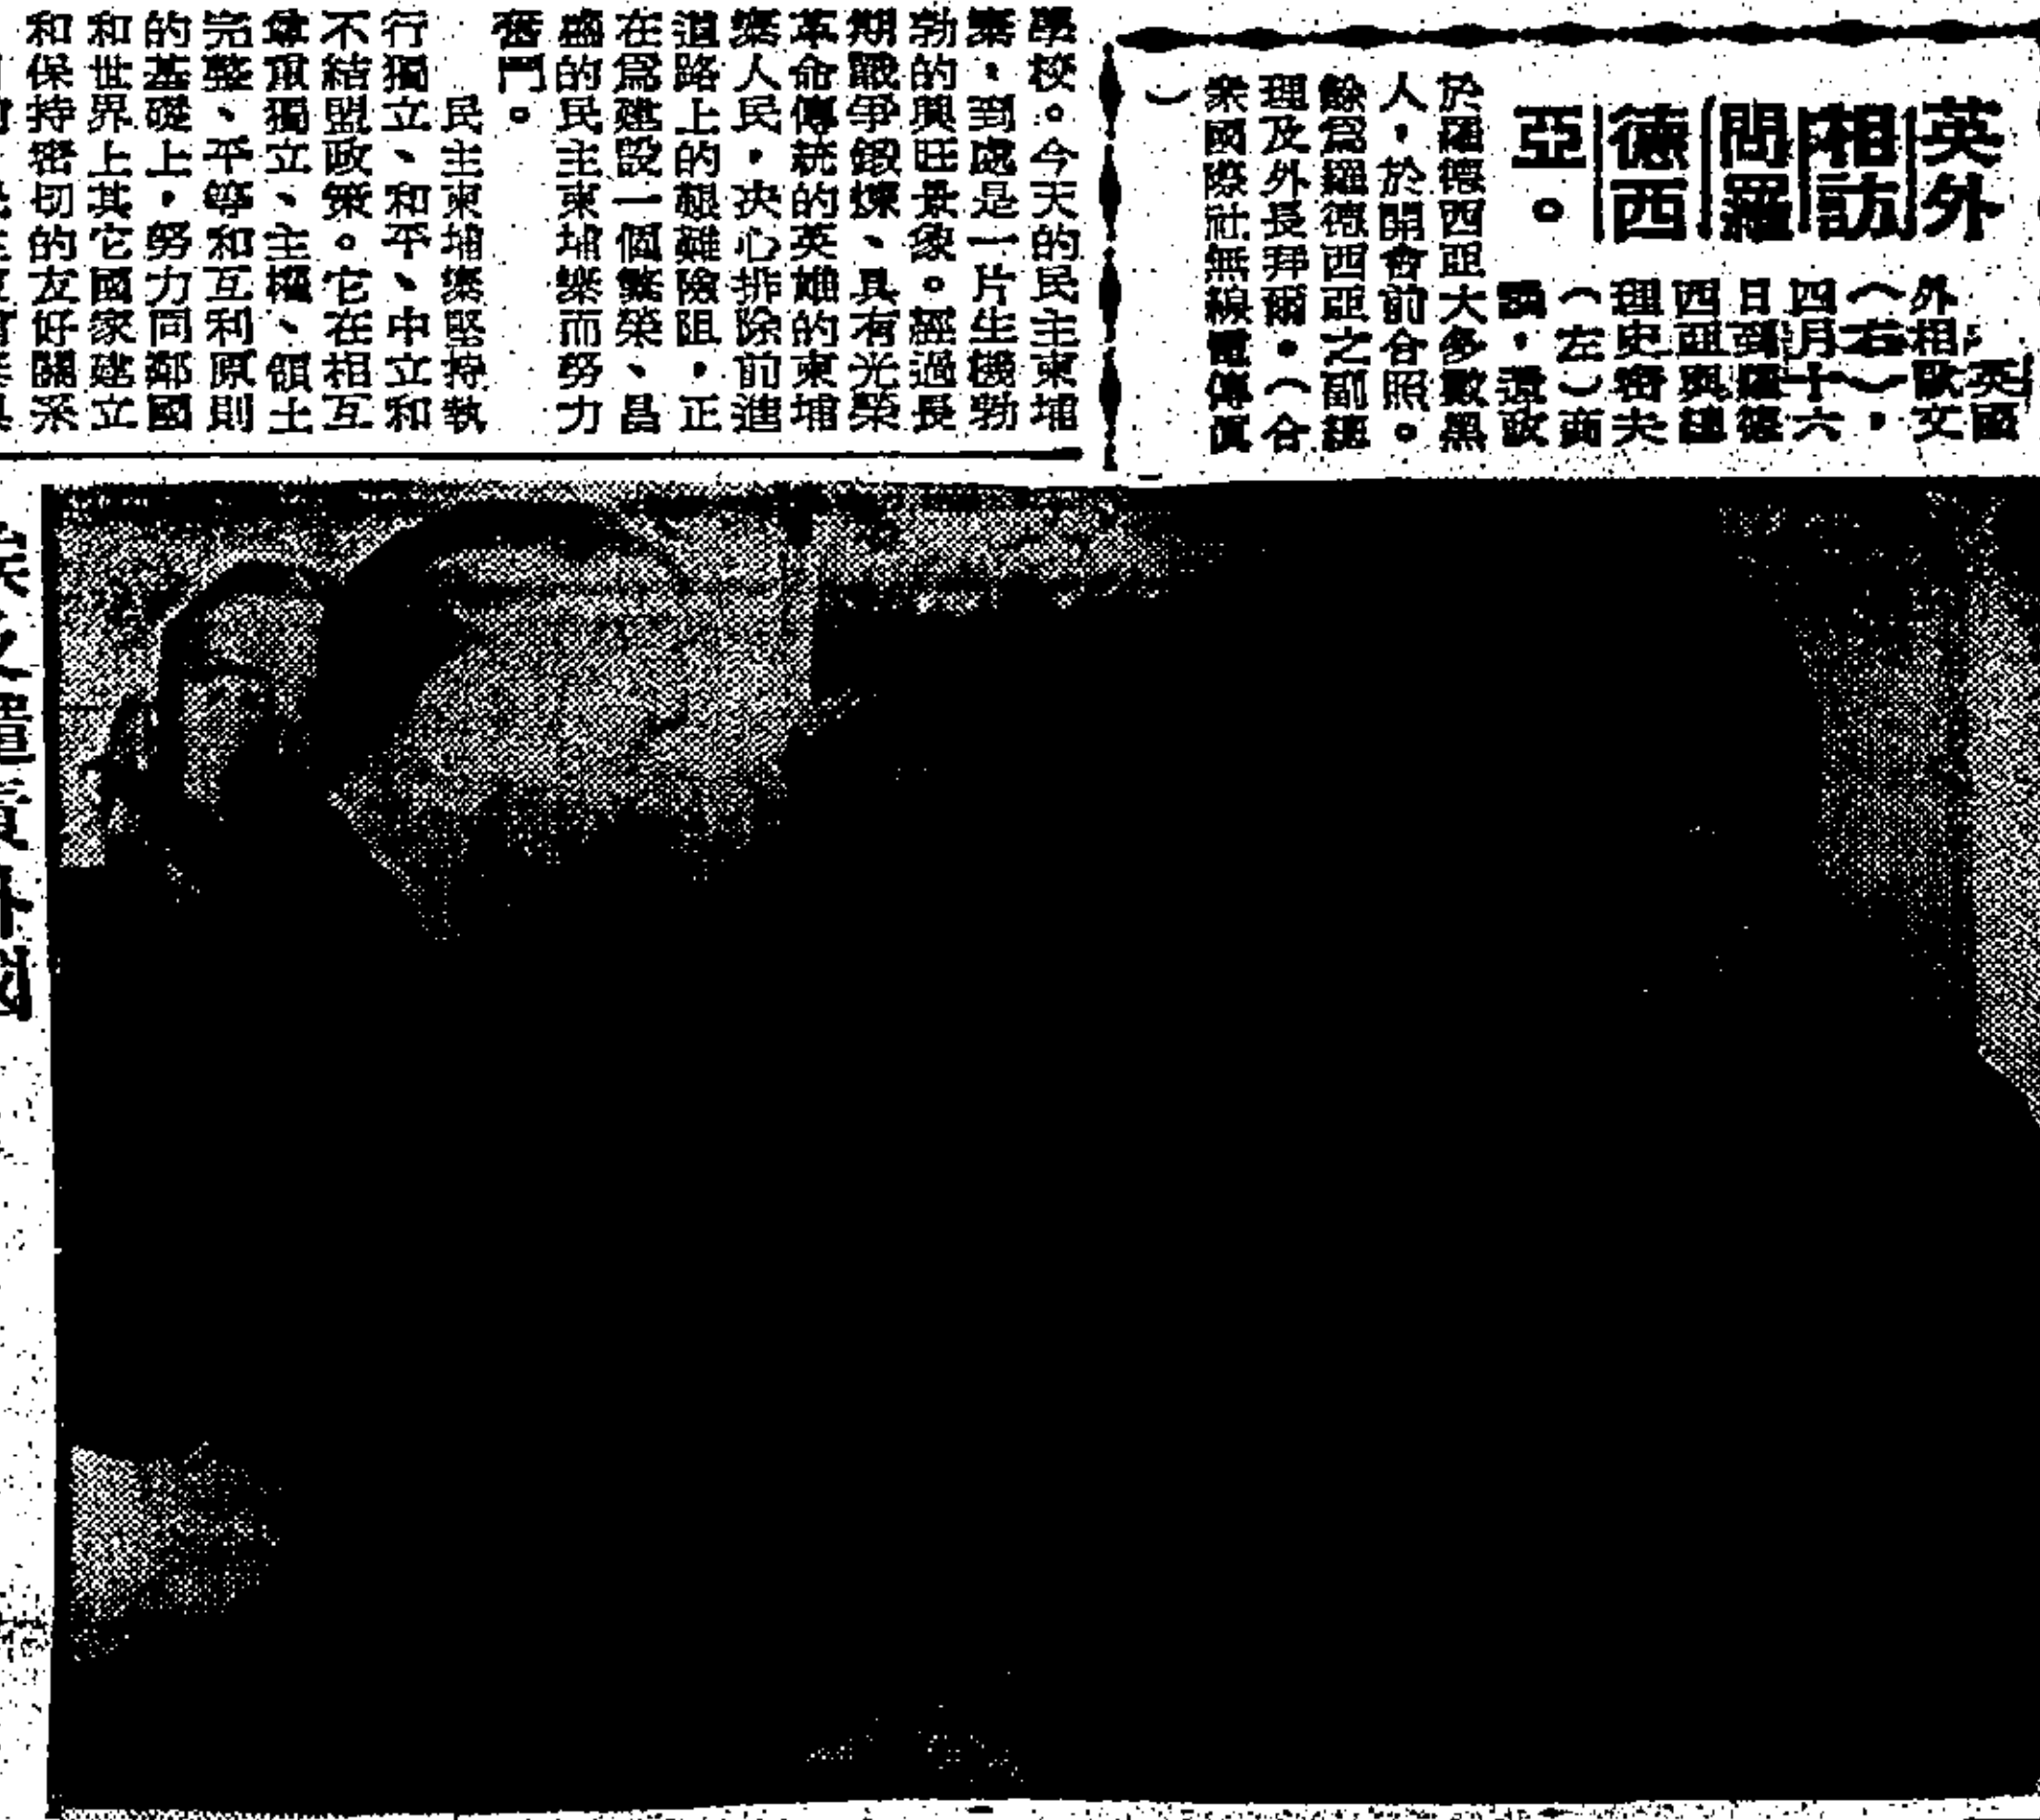 英外
相訪
問羅
德西
亞。
英國
外相歐文
（右），
四月十六
日到羅德
西亞與總
理史密夫
（左）商
談，還政
於羅德西亞大多數黑
人，於開會前合照。
餘爲羅德西亞之副總
理及外長拜爾。（合
衆國際社無線電傳眞
）
學校。今天的民主柬埔
寨，到處是一片生機勃
勃的興旺景象。經過長
期戰爭鍛煉、具有光榮
革命傳統的英雄的柬埔
寨人民，决心排除前進
道路上的艱難險阻，正
在爲建設一個繁榮、昌
盛的民主柬埔寨而努力
奮鬥。
民主柬埔寨堅持執
行獨立、和平、中立和
不結盟政策。它在相互
尊重獨立、主權、領土
完整、平等和互利原則
的基礎上，努力同鄰國
和世界上其它國家建立
和保持密切的友好關系